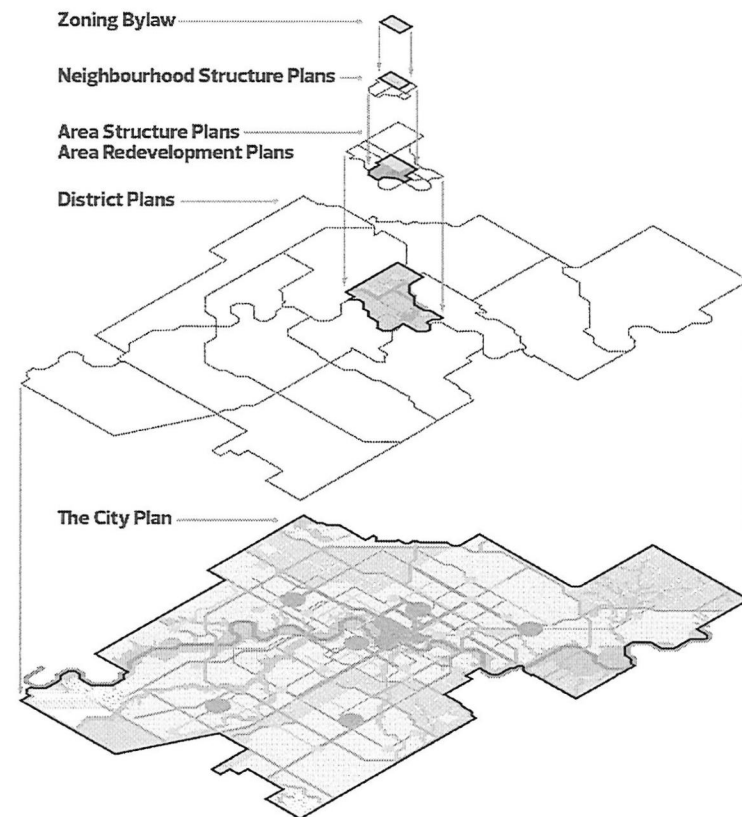 Zoning Bylaw
Neighbourhood Structure Plans
Area Structure Plans
Area Redevelopment Plans
District Plans
The City Plan